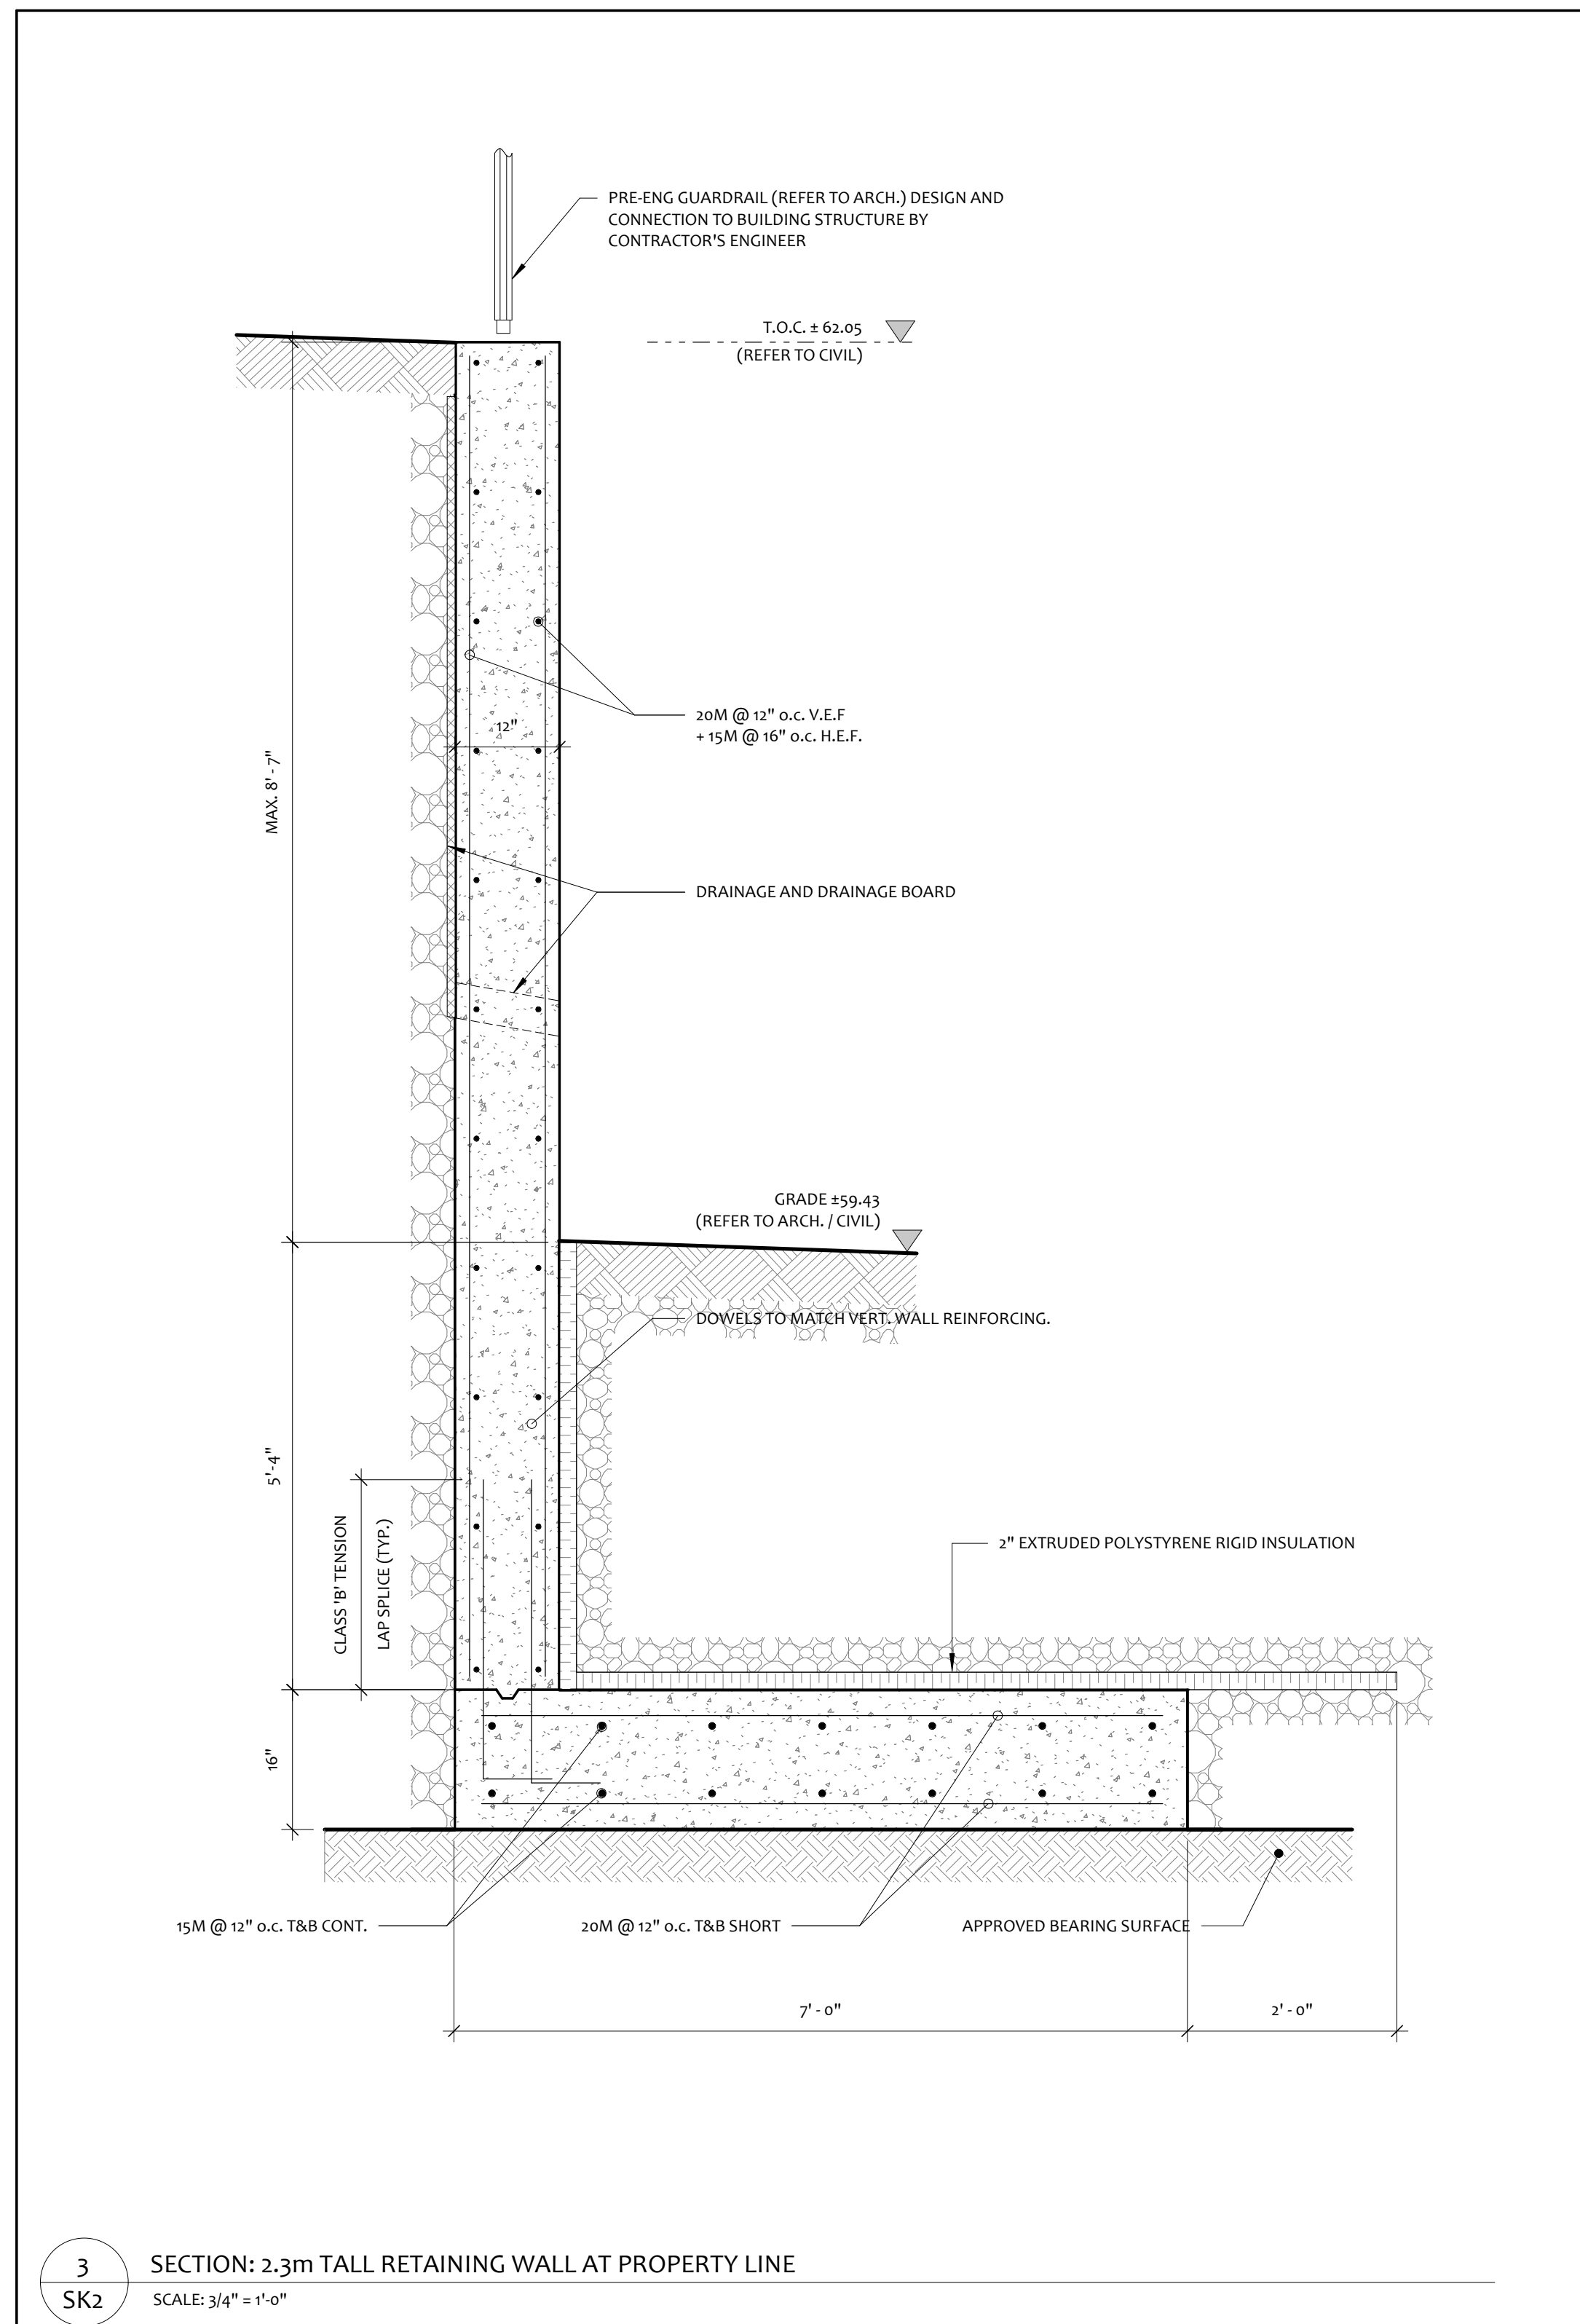 PRE-ENG GUARDRAIL (REFER TO ARCH.) DESIGN AND
CONNECTION TO BUILDING STRUCTURE BY
CONTRACTOR'S ENGINEER
T.O.C. ± 62.05
(REFER TO CIVIL)
20M @ 12" o.c. V.E.F
+ 15M @ 16" o.c. H.E.F.
12"
MAX. 8' - 7"
DRAINAGE AND DRAINAGE BOARD
GRADE ±59.43
(REFER TO ARCH. / CIVIL)
DOWELS TO MATCH VERT. WALL REINFORCING.
5'-4"
CLASS 'B' TENSION
LAP SPLICE (TYP.)
2" EXTRUDED POLYSTYRENE RIGID INSULATION
16"
15M @ 12" o.c. T&B CONT.
20M @ 12" o.c. T&B SHORT
APPROVED BEARING SURFACE
7' - 0"
2' - 0"
3
SK2
SECTION: 2.3m TALL RETAINING WALL AT PROPERTY LINE
SCALE: 3/4" = 1'-0"